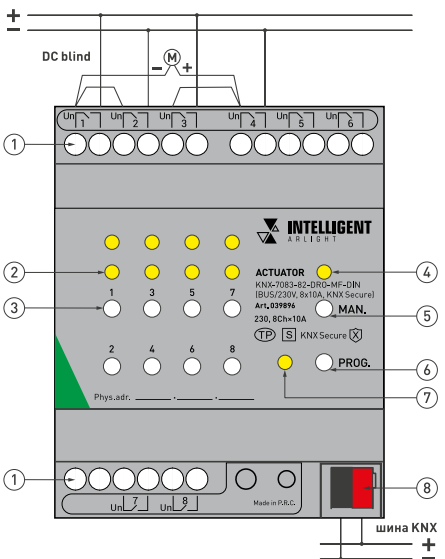 +
−
DC blind
− M +
Un 1 Un 2 Un 3 Un 4 Un 5 Un 6
1
INTELLIGENT
ARLIGHT
2
ACTUATOR
4
KNX-7083-82-DRO-MF-DIN
(BUS/230V, 8x10A, KNX Secure)
Art. 039896
230, 8Ch×10A
3
1 3 5 7
MAN.
5
TP S KNX Secure X
2 4 6 8
PROG.
6
7
Phys.adr. ______.______.______
1
Un 7 Un 8
Made in P.R.C.
8
шина KNX
+
−